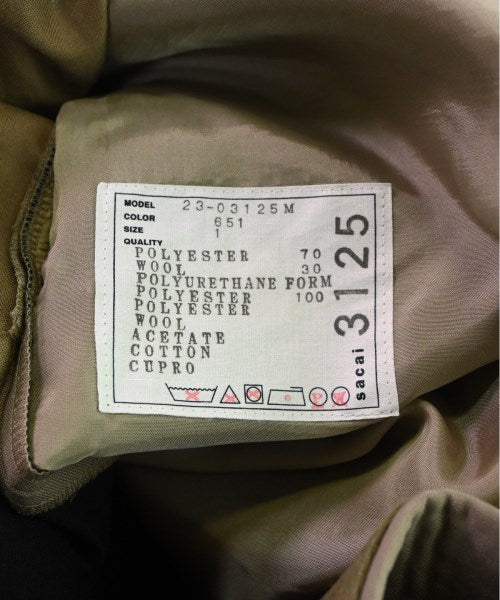 MODEL 23-03125M
COLOR 651
SIZE 1
QUALITY
POLYESTER 70
WOOL 30
POLYURETHANE FORM
POLYESTER 100
POLYESTER
WOOL
ACETATE
COTTON
CUPRO
sacai 3125